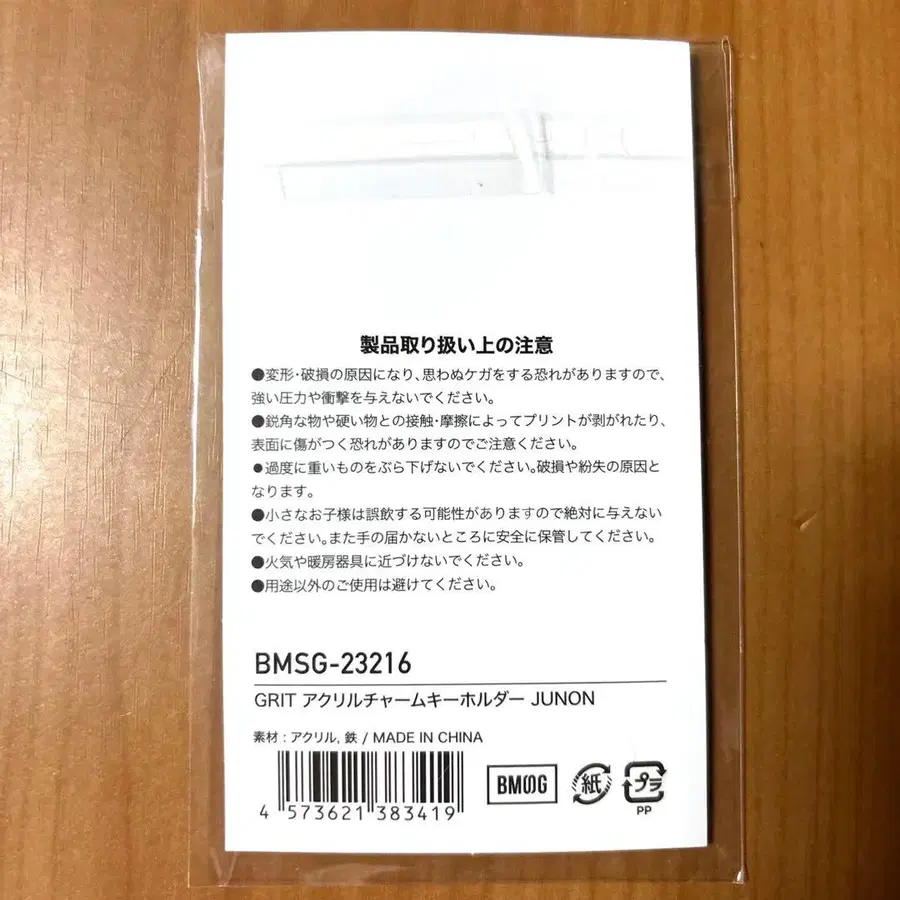 製品取り扱い上の注意
●変形・破損の原因になり、思わぬケガをする恐れがありますので、
強い圧力や衝撃を与えないでください。
●鋭角な物や硬い物との接触・摩擦によってプリントが剥がれたり、
表面に傷がつく恐れがありますのでご注意ください。
●過度に重いものをぶら下げないでください。破損や紛失の原因と
なります。
●小さなお子様は誤飲する可能性がありますので絶対に与えない
でください。また手の届かないところに安全に保管してください。
●火気や暖房器具に近づけないでください。
●用途以外のご使用は避けてください。
BMSG-23216
GRIT アクリルチャームキーホルダー JUNON
素材 : アクリル, 鉄 / MADE IN CHINA
4 573621 383419
BMSG
紙
プラ
PP